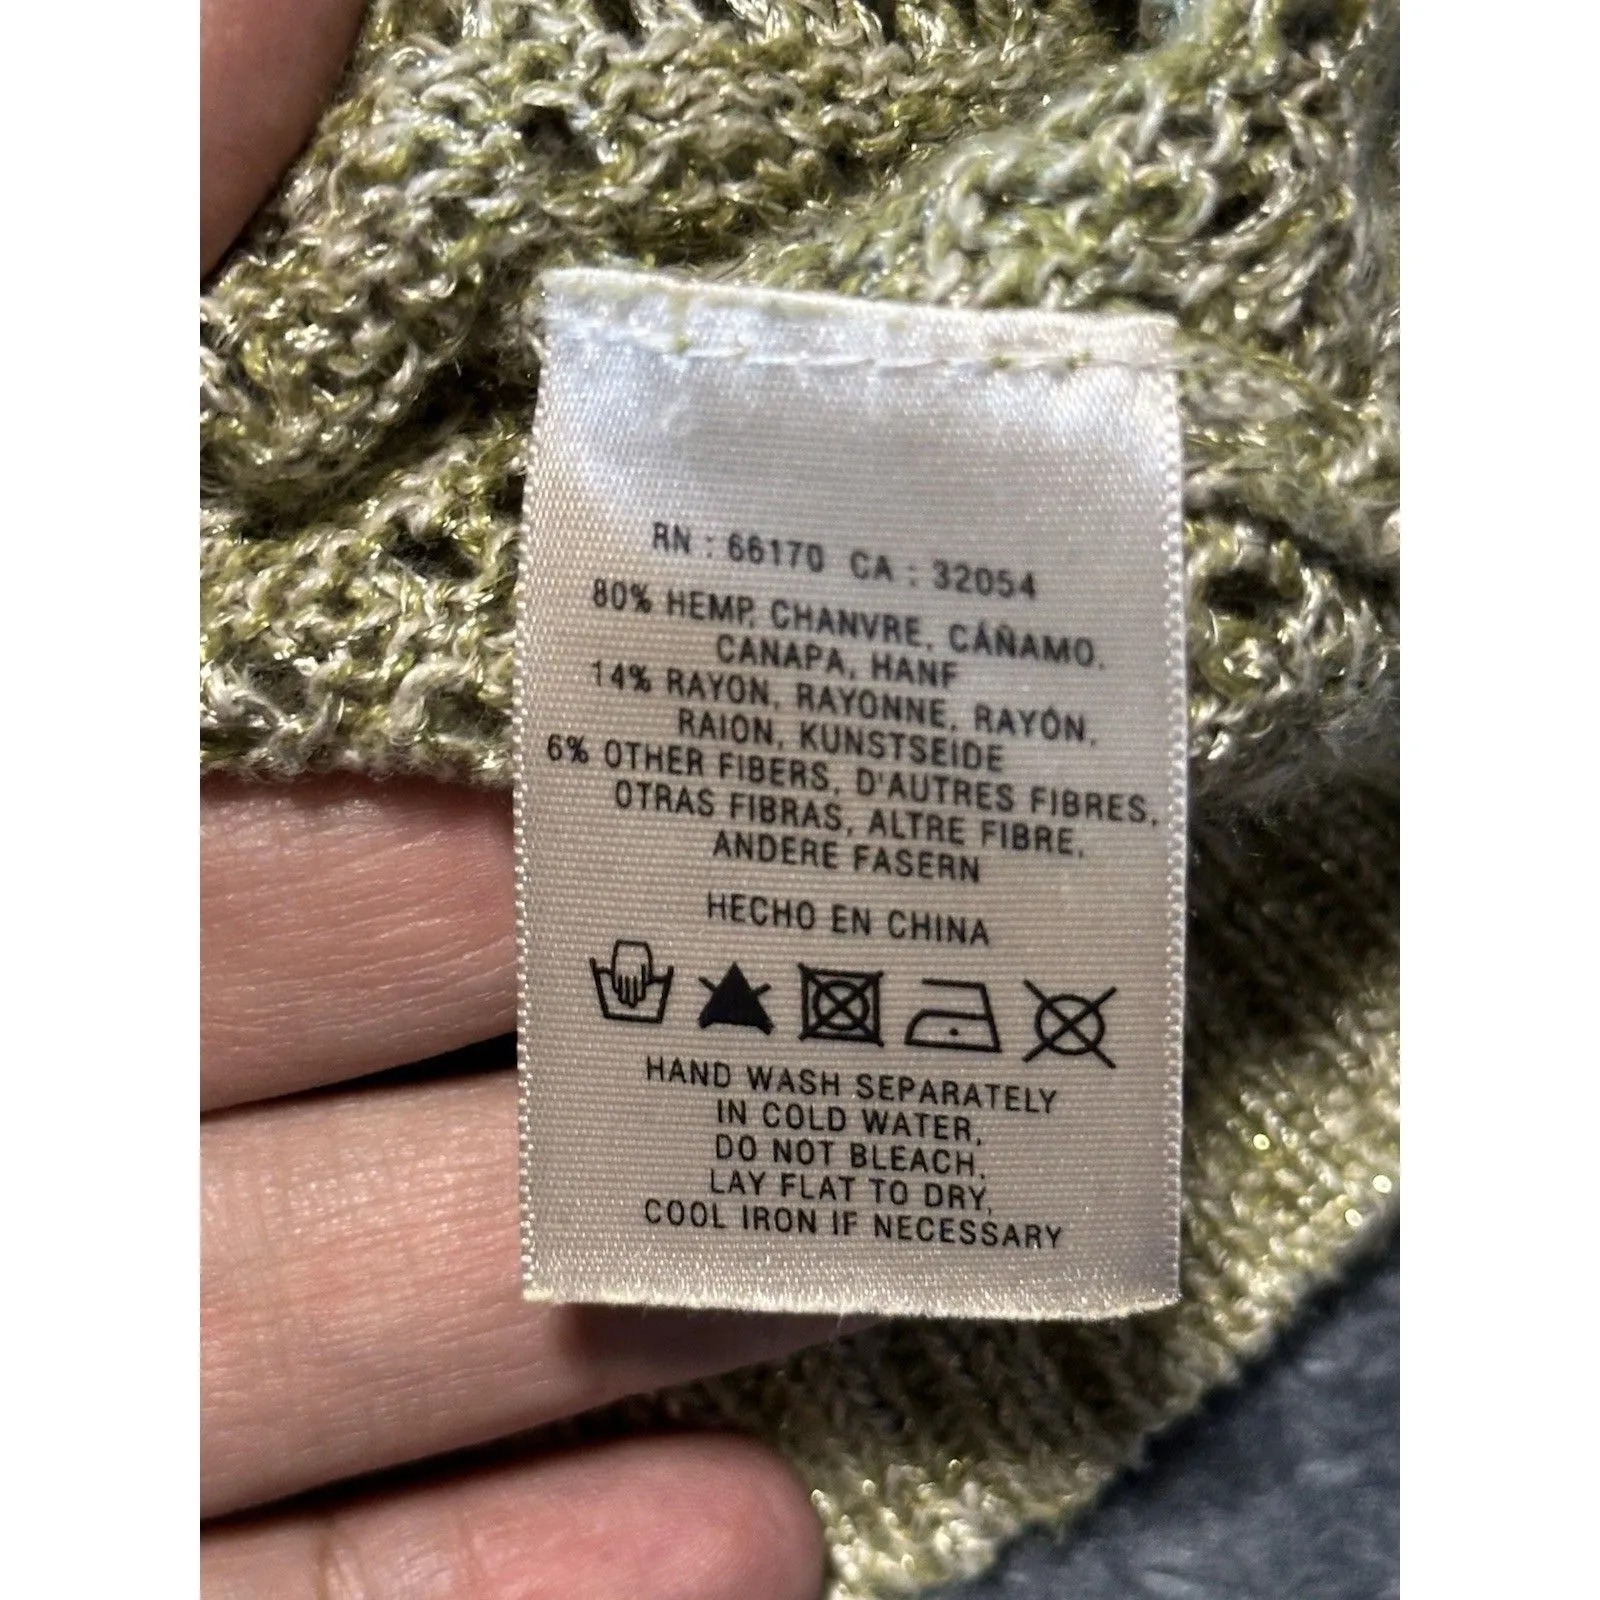 RN : 66170 CA : 32054
80% HEMP, CHANVRE, CÁÑAMO,
CANAPA, HANF
14% RAYON, RAYONNE, RAYÓN,
RAION, KUNSTSEIDE
6% OTHER FIBERS, D'AUTRES FIBRES,
OTRAS FIBRAS, ALTRE FIBRE,
ANDERE FASERN
HECHO EN CHINA
HAND WASH SEPARATELY
IN COLD WATER,
DO NOT BLEACH,
LAY FLAT TO DRY,
COOL IRON IF NECESSARY